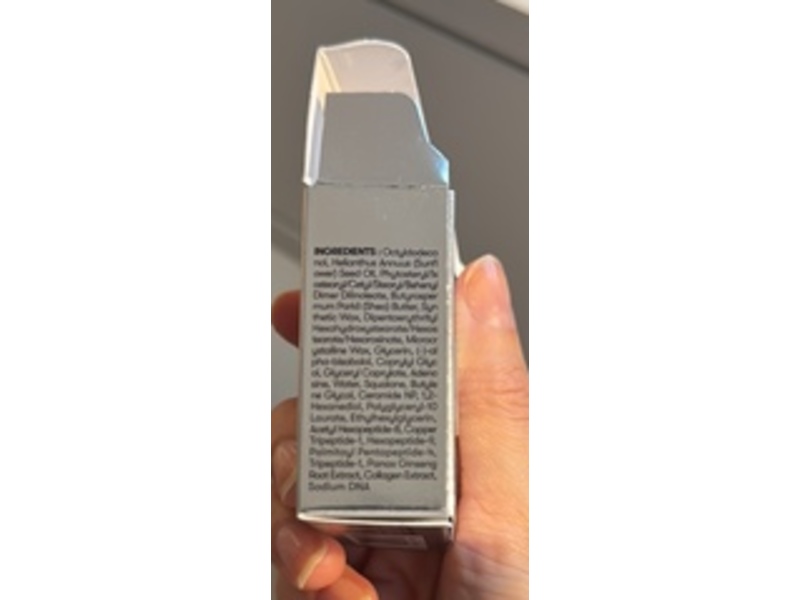 INGREDIENTS : Octyldodeca
nol, Helianthus Annuus (Sunfl
ower) Seed Oil, Phytosteryl/Is
ostearyl/Cetyl/Stearyl/Behenyl
Dimer Dilinoleate, Butyrosper
mum Parkii (Shea) Butter, Syn
thetic Wax, Dipentaerythrityl
Hexahydroxystearate/Hexas
tearate/Hexarosinate, Microcr
ystalline Wax, Glycerin, (-)-al
pha-bisabolol, Caprylyl Glyc
ol, Glyceryl Caprylate, Adeno
sine, Water, Squalane, Butyle
ne Glycol, Ceramide NP, 1,2-
Hexanediol, Polyglyceryl-10
Laurate, Ethylhexylglycerin,
Acetyl Hexapeptide-8, Copper
Tripeptide-1, Hexapeptide-9,
Palmitoyl Pentapeptide-4,
Tripeptide-1, Panax Ginseng
Root Extract, Collagen Extract,
Sodium DNA